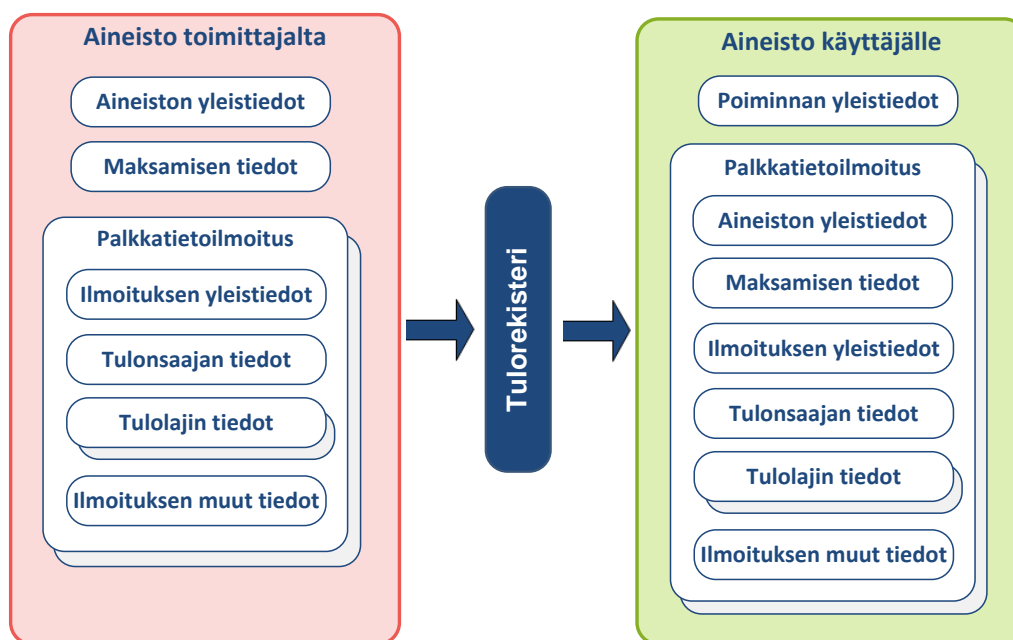 Aineisto toimittajalta
Aineiston yleistiedot
Maksamisen tiedot
Palkkatietoilmoitus
Ilmoituksen yleistiedot
Tulonsaajan tiedot
Tulolajin tiedot
Ilmoituksen muut tiedot
Tulorekisteri
Aineisto käyttäjälle
Poiminnan yleistiedot
Palkkatietoilmoitus
Aineiston yleistiedot
Maksamisen tiedot
Ilmoituksen yleistiedot
Tulonsaajan tiedot
Tulolajin tiedot
Ilmoituksen muut tiedot